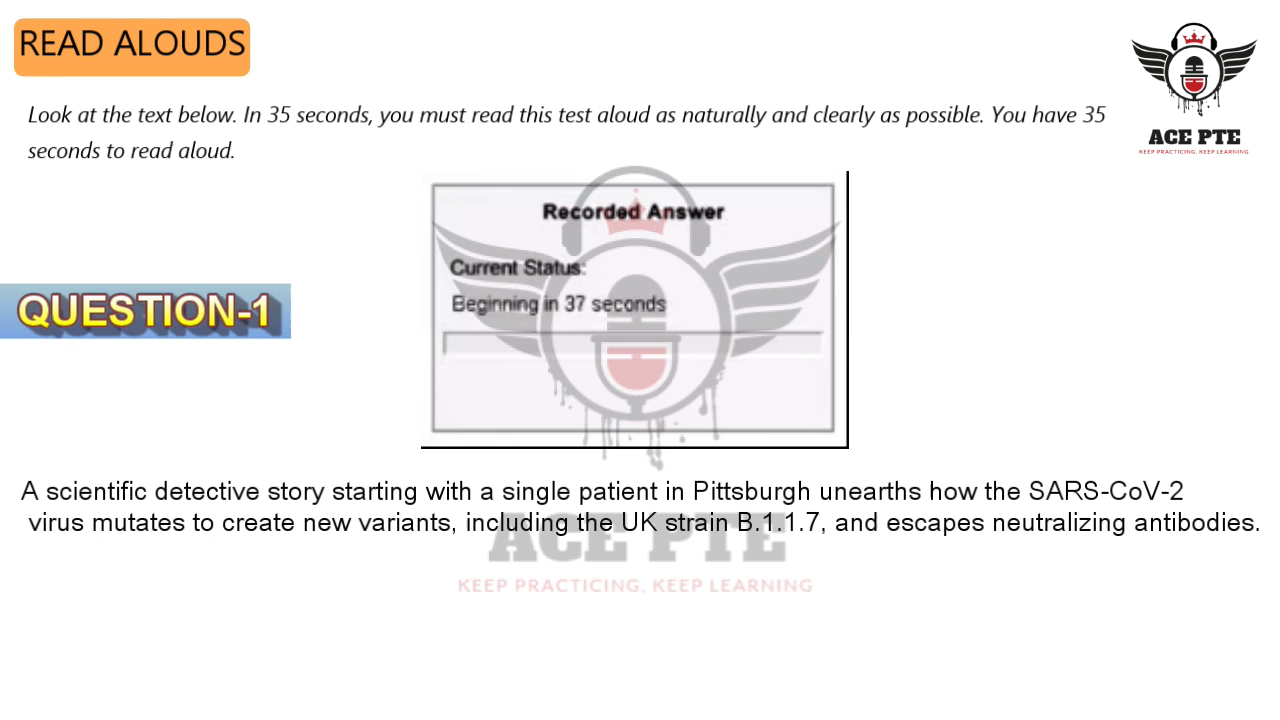 READ ALOUDS
Look at the text below. In 35 seconds, you must read this test aloud as naturally and clearly as possible. You have 35
seconds to read aloud.
ACE PTE
KEEP PRACTICING, KEEP LEARNING
Recorded Answer
Current Status:
Beginning in 37 seconds
QUESTION-1
A scientific detective story starting with a single patient in Pittsburgh unearths how the SARS-CoV-2
virus mutates to create new variants, including the UK strain B.1.1.7, and escapes neutralizing antibodies.
ACE PTE
KEEP PRACTICING, KEEP LEARNING